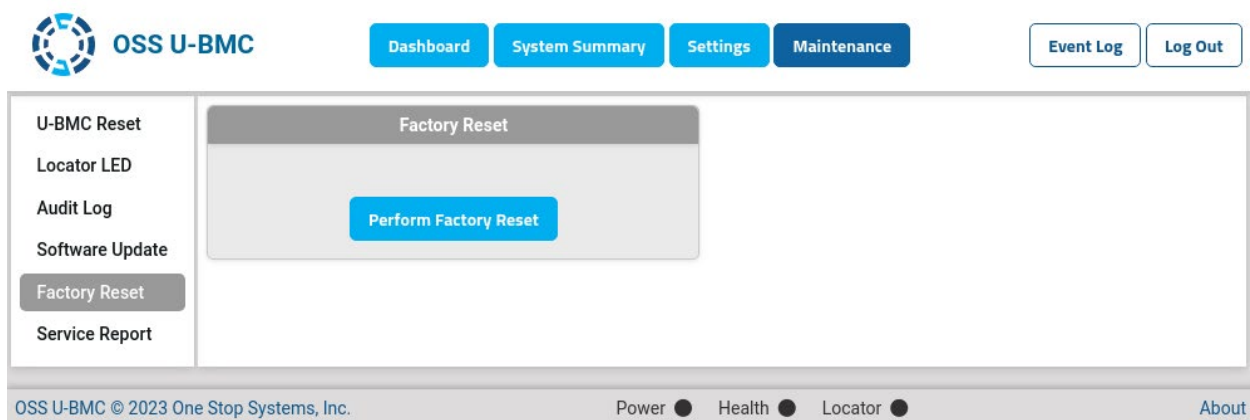 OSS U-BMC
Dashboard
System Summary
Settings
Maintenance
Event Log
Log Out
U-BMC Reset
Locator LED
Audit Log
Software Update
Factory Reset
Service Report
Factory Reset
Perform Factory Reset
OSS U-BMC © 2023 One Stop Systems, Inc.
Power
Health
Locator
About